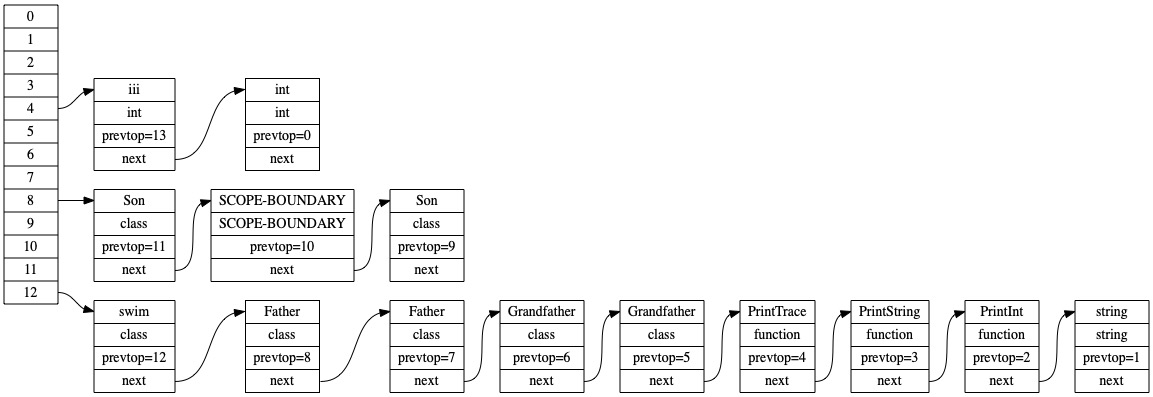 0
1
2
3
4
5
6
7
8
9
10
11
12
iii
int
prevtop=13
next
int
int
prevtop=0
next
Son
class
prevtop=11
next
SCOPE-BOUNDARY
SCOPE-BOUNDARY
prevtop=10
next
Son
class
prevtop=9
next
swim
class
prevtop=12
next
Father
class
prevtop=8
next
Father
class
prevtop=7
next
Grandfather
class
prevtop=6
next
Grandfather
class
prevtop=5
next
PrintTrace
function
prevtop=4
next
PrintString
function
prevtop=3
next
PrintInt
function
prevtop=2
next
string
string
prevtop=1
next